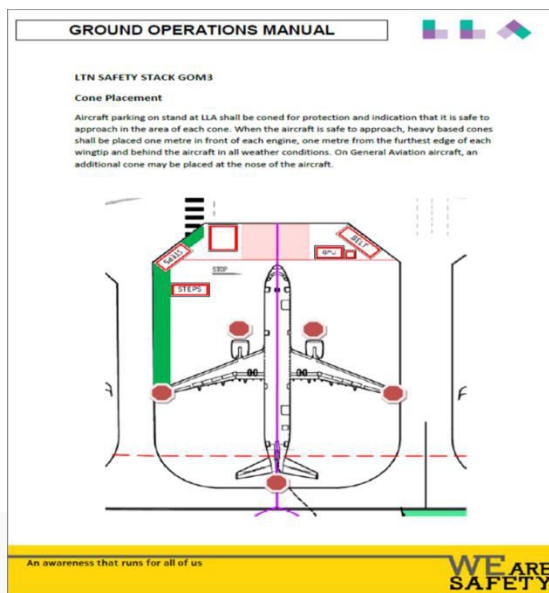 GROUND OPERATIONS MANUAL
LLA
LTN SAFETY STACK GOM3
Cone Placement
Aircraft parking on stand at LLA shall be coned for protection and indication that it is safe to
approach in the area of each cone. When the aircraft is safe to approach, heavy based cones
shall be placed one metre in front of each engine, one metre from the furthest edge of each
wingtip and behind the aircraft in all weather conditions. On General Aviation aircraft, an
additional cone may be placed at the nose of the aircraft.
STEPS
BELT
GPU
STOP
STEPS
An awareness that runs for all of us
WE ARE
SAFETY